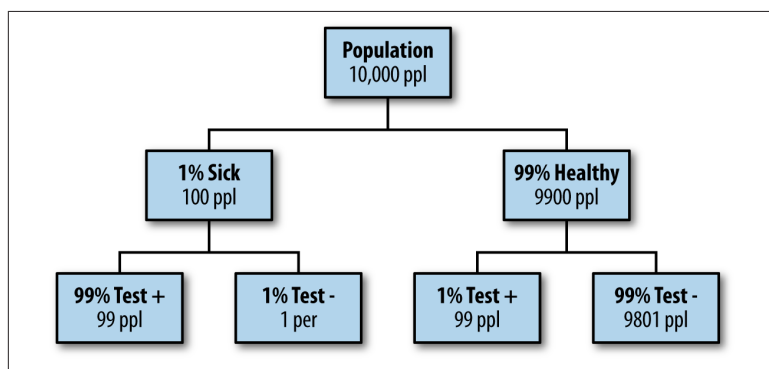 Population
10,000 ppl
1% Sick
100 ppl
99% Healthy
9900 ppl
99% Test +
99 ppl
1% Test -
1 per
1% Test +
99 ppl
99% Test -
9801 ppl